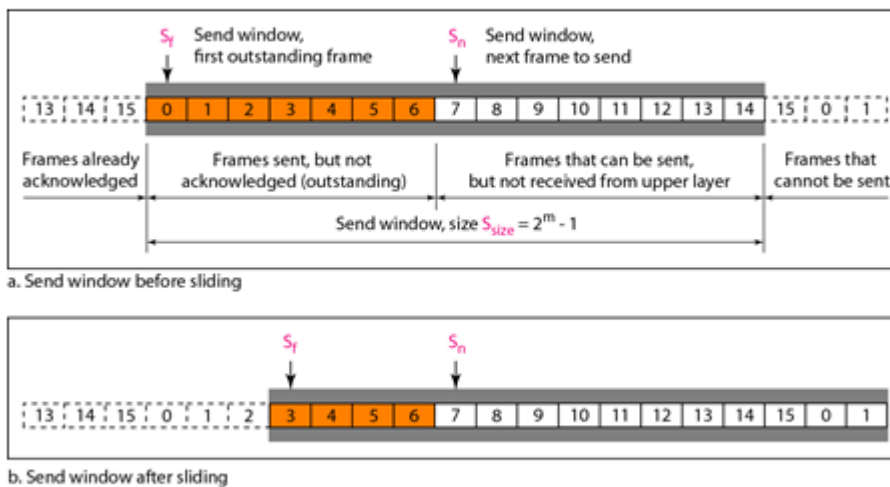 Sf Send window, first outstanding frame
Sn Send window, next frame to send
13 14 15 0 1 2 3 4 5 6 7 8 9 10 11 12 13 14 15 0 1
Frames already acknowledged
Frames sent, but not acknowledged (outstanding)
Frames that can be sent, but not received from upper layer
Frames that cannot be sent
Send window, size Ssize = 2^m - 1
a. Send window before sliding
Sf Sn
13 14 15 0 1 2 3 4 5 6 7 8 9 10 11 12 13 14 15 0 1
b. Send window after sliding